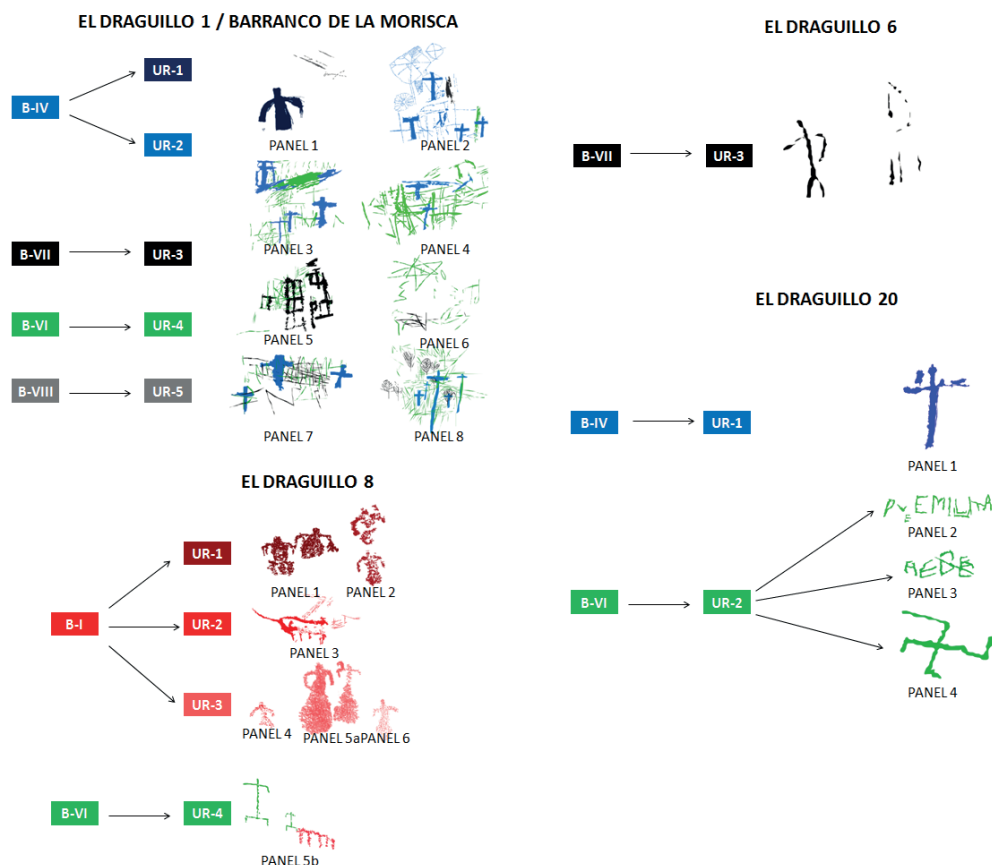 EL DRAGUILLO 1 / BARRANCO DE LA MORISCA
B-IV
UR-1
UR-2
PANEL 1
PANEL 2
PANEL 3
PANEL 4
B-VII
UR-3
B-VI
UR-4
PANEL 5
PANEL 6
B-VIII
UR-5
PANEL 7
PANEL 8
EL DRAGUILLO 8
B-I
UR-1
PANEL 1
PANEL 2
UR-2
PANEL 3
UR-3
PANEL 4
PANEL 5a
PANEL 6
B-VI
UR-4
PANEL 5b
EL DRAGUILLO 6
B-VII
UR-3
EL DRAGUILLO 20
B-IV
UR-1
PANEL 1
B-VI
UR-2
PANEL 2
PANEL 3
PANEL 4